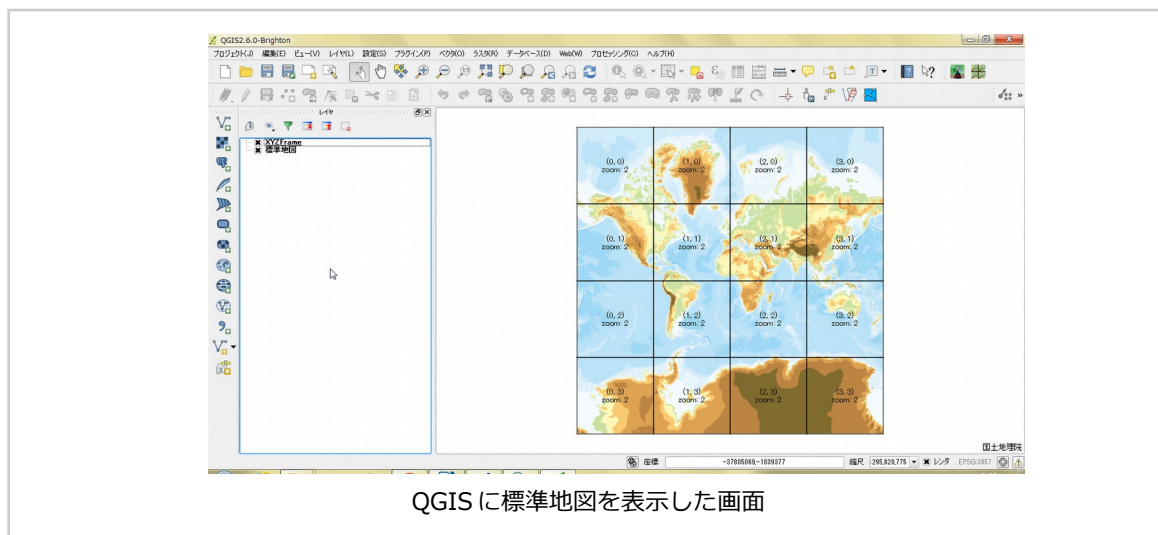 QGIS2.6.0-Brighton
プロジェクト(J) 編集(E) ビュー(V) レイヤ(L) 設定(S) プラグイン(P) ベクタ(O) ラスタ(R) データベース(D) Web(W) プロセッシング(C) ヘルプ(H)
レイヤ
XYZFrame
標準地図
(0, 0) (1, 0) (2, 0) (3, 0)
zoom: 2 zoom: 2 zoom: 2 zoom: 2
(0, 1) (1, 1) (2, 1) (3, 1)
zoom: 2 zoom: 2 zoom: 2 zoom: 2
(0, 2) (1, 2) (2, 2) (3, 2)
zoom: 2 zoom: 2 zoom: 2 zoom: 2
(0, 3) (1, 3) (2, 3) (3, 3)
zoom: 2 zoom: 2 zoom: 2 zoom: 2
国土地理院
座標 -37805069,-1839377 縮尺 295,828,775 レンダ EPSG:3857
QGIS に標準地図を表示した画面